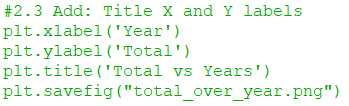 #2.3 Add: Title X and Y labels
plt.xlabel('Year')
plt.ylabel('Total')
plt.title('Total vs Years')
plt.savefig("total_over_year.png")